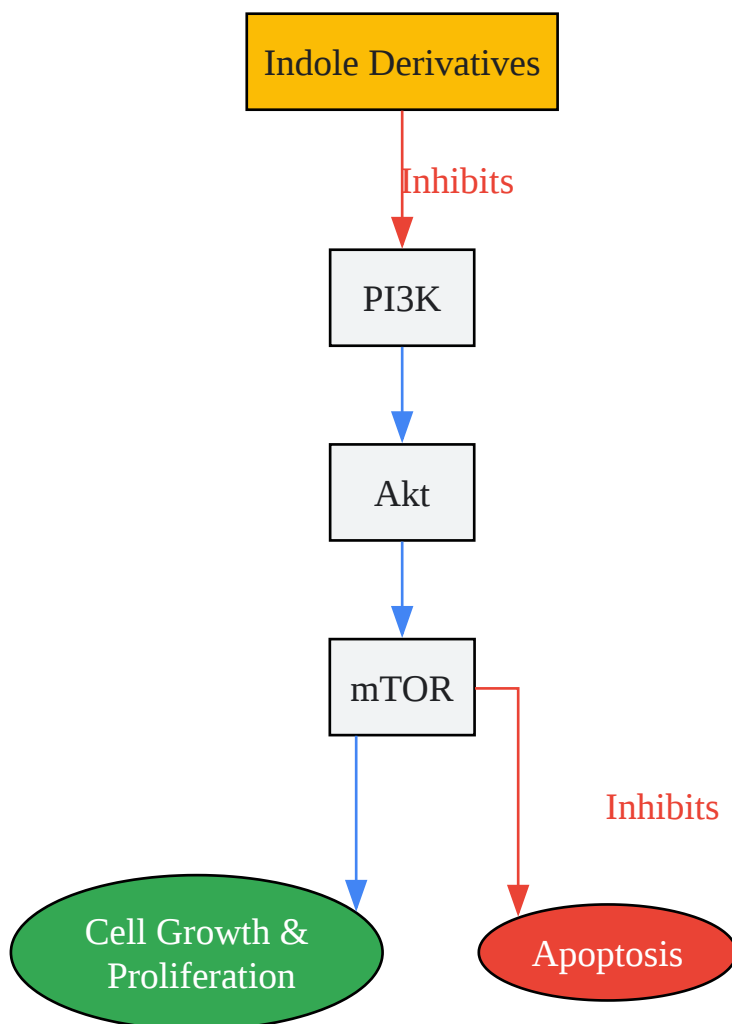 Indole Derivatives
Inhibits
PI3K
Akt
mTOR
Inhibits
Cell Growth &
Proliferation
Apoptosis